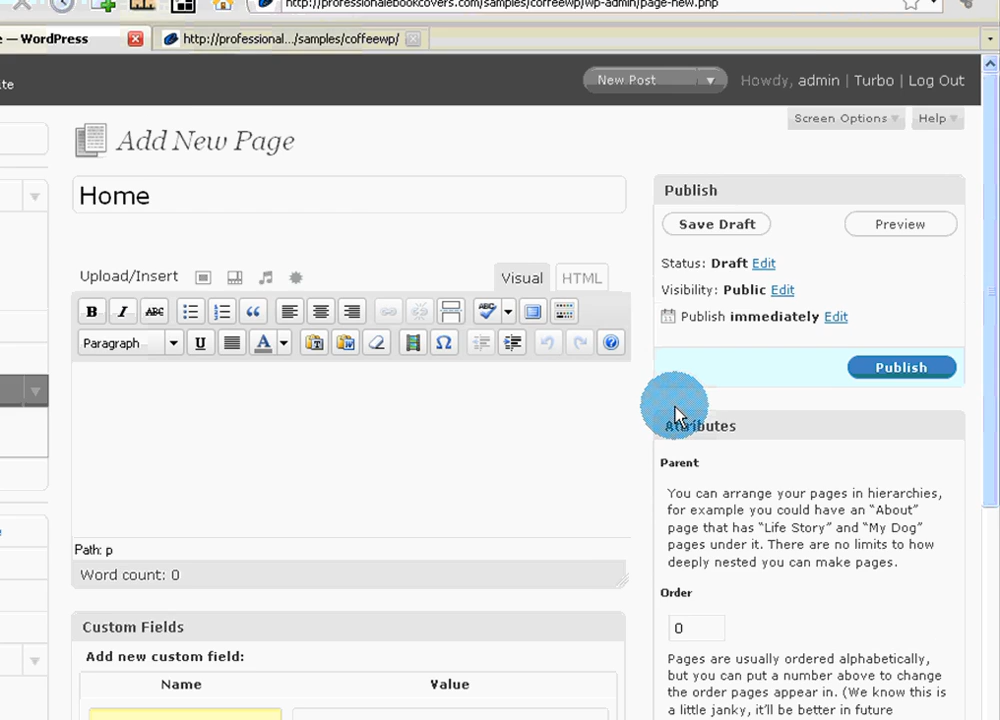 http://professionalebookcovers.com/samples/coffeewp/wp-admin/page-new.php
— WordPress
http://professional.../samples/coffeewp/
New Post
Howdy, admin | Turbo | Log Out
Screen Options
Help
Add New Page
Home
Publish
Save Draft
Preview
Upload/Insert
Visual
HTML
Status: Draft Edit
Visibility: Public Edit
Publish immediately Edit
B I ABC
ABC
Paragraph
U
A
Publish
Attributes
Parent
You can arrange your pages in hierarchies,
for example you could have an “About”
page that has “Life Story” and “My Dog”
pages under it. There are no limits to how
deeply nested you can make pages.
Path: p
Word count: 0
Order
0
Custom Fields
Add new custom field:
Name
Value
Pages are usually ordered alphabetically,
but you can put a number above to change
the order pages appear in. (We know this is
a little janky, it'll be better in future